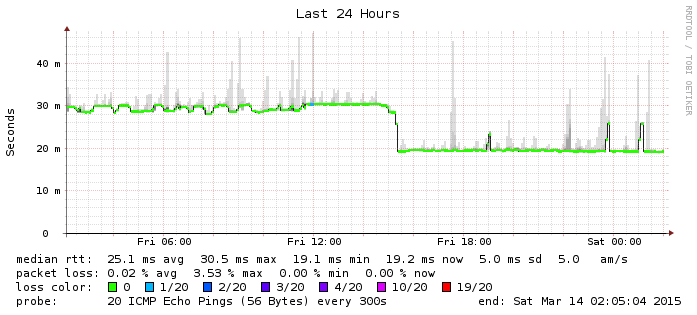 Last 24 Hours
RRDTOOL / TOBI OETIKER
Seconds
40 m
30 m
20 m
10 m
0
Fri 06:00 Fri 12:00 Fri 18:00 Sat 00:00
median rtt: 25.1 ms avg 30.5 ms max 19.1 ms min 19.2 ms now 5.0 ms sd 5.0 am/s
packet loss: 0.02 % avg 3.53 % max 0.00 % min 0.00 % now
loss color: 0 1/20 2/20 3/20 4/20 10/20 19/20
probe: 20 ICMP Echo Pings (56 Bytes) every 300s end: Sat Mar 14 02:05:04 2015